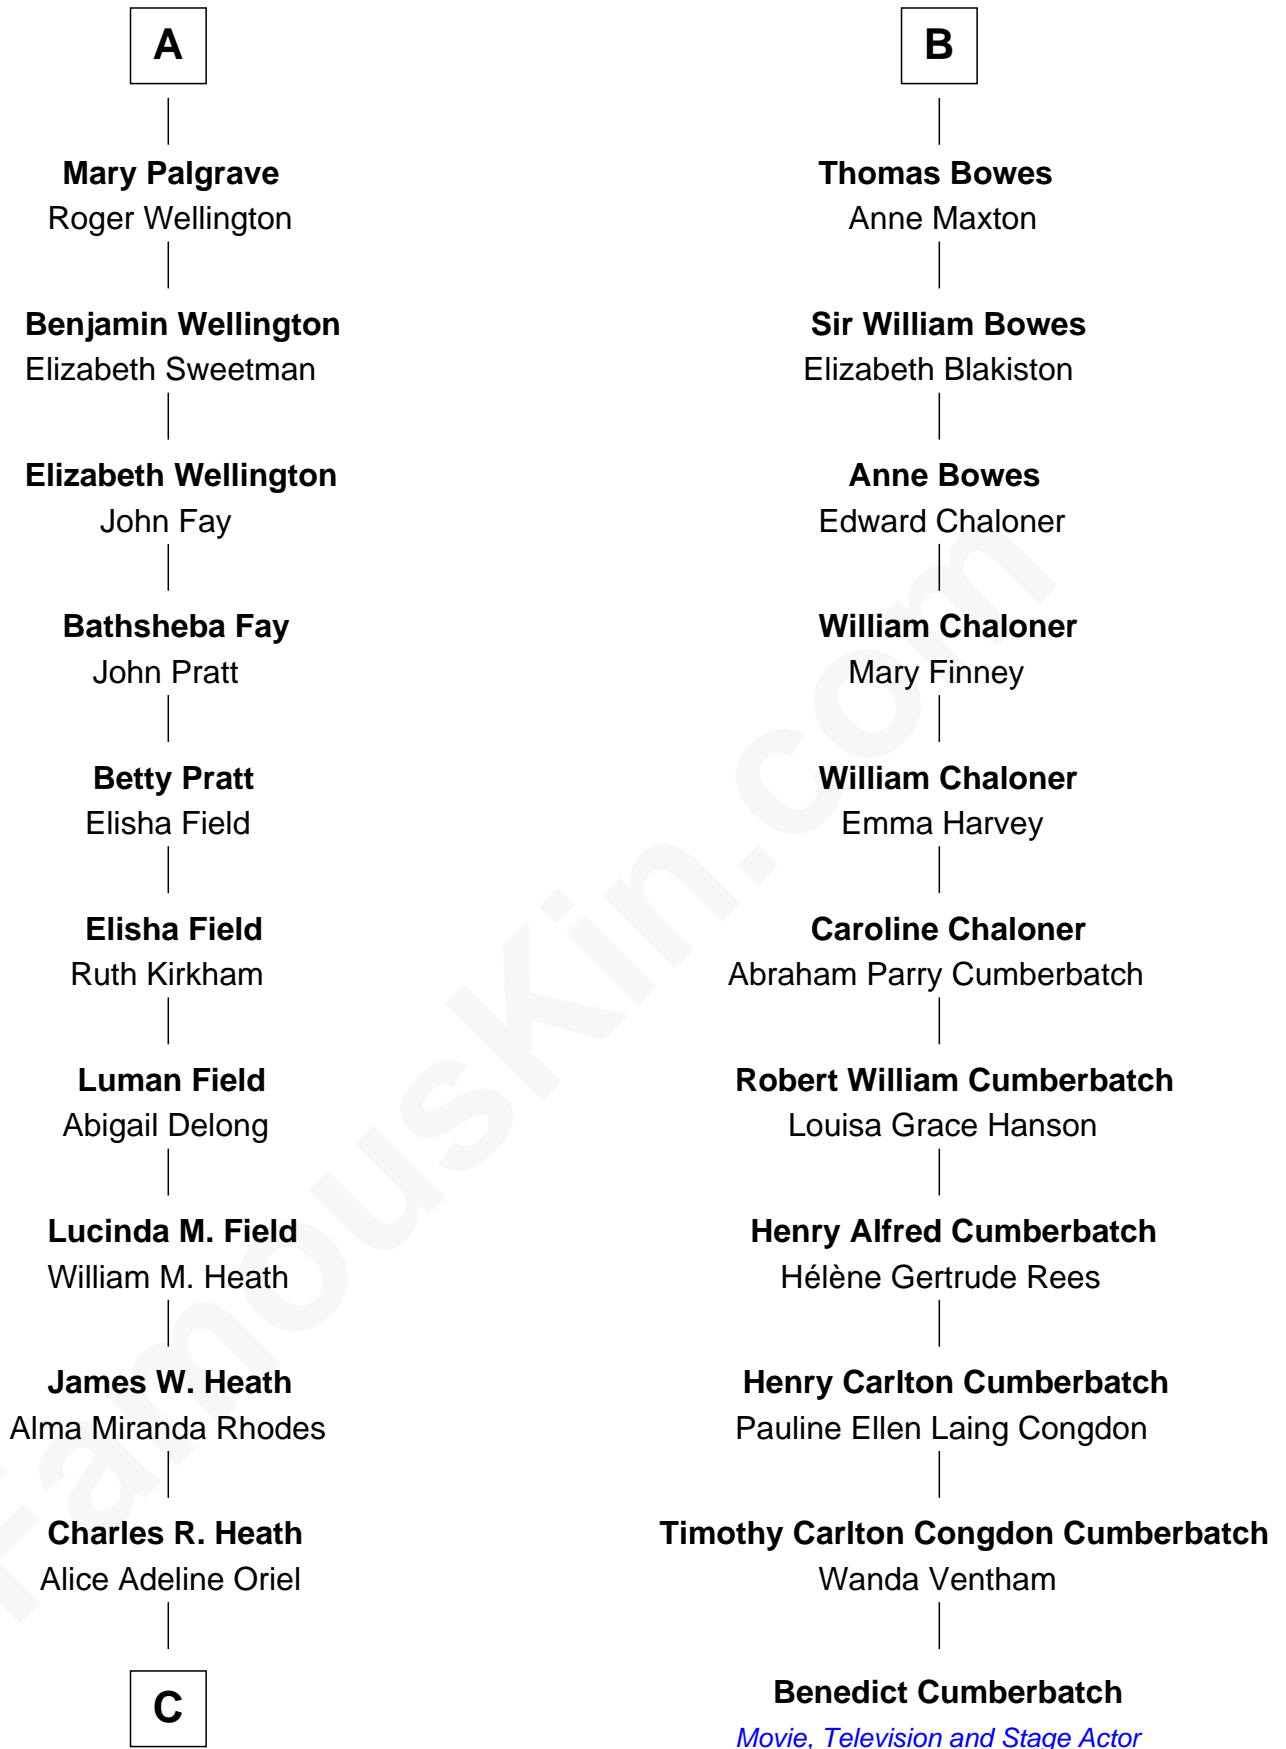 A
Mary Palgrave
Roger Wellington
Benjamin Wellington
Elizabeth Sweetman
Elizabeth Wellington
John Fay
Bathsheba Fay
John Pratt
Betty Pratt
Elisha Field
Elisha Field
Ruth Kirkham
Luman Field
Abigail Delong
Lucinda M. Field
William M. Heath
James W. Heath
Alma Miranda Rhodes
Charles R. Heath
Alice Adeline Oriel
C
B
Thomas Bowes
Anne Maxton
Sir William Bowes
Elizabeth Blakiston
Anne Bowes
Edward Chaloner
William Chaloner
Mary Finney
William Chaloner
Emma Harvey
Caroline Chaloner
Abraham Parry Cumberbatch
Robert William Cumberbatch
Louisa Grace Hanson
Henry Alfred Cumberbatch
Hélène Gertrude Rees
Henry Carlton Cumberbatch
Pauline Ellen Laing Congdon
Timothy Carlton Congdon Cumberbatch
Wanda Ventham
Benedict Cumberbatch
Movie, Television and Stage Actor
FamousKin.com